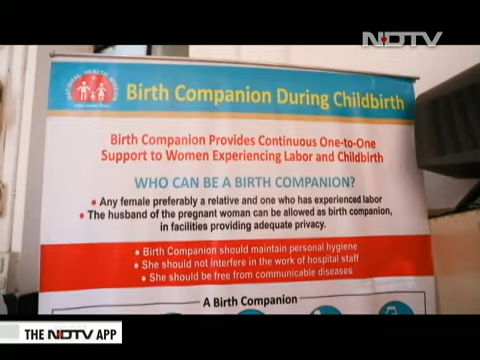 NDTV
NATIONAL HEALTH MISSION
Birth Companion During Childbirth
Birth Companion Provides Continuous One-to-One
Support to Women Experiencing Labor and Childbirth
WHO CAN BE A BIRTH COMPANION?
• Any female preferably a relative and one who has experienced labor
• The husband of the pregnant woman can be allowed as birth companion,
in facilities providing adequate privacy.
• Birth Companion should maintain personal hygiene
• She should not interfere in the work of hospital staff
• She should be free from communicable diseases
A Birth Companion
THE NDTV APP